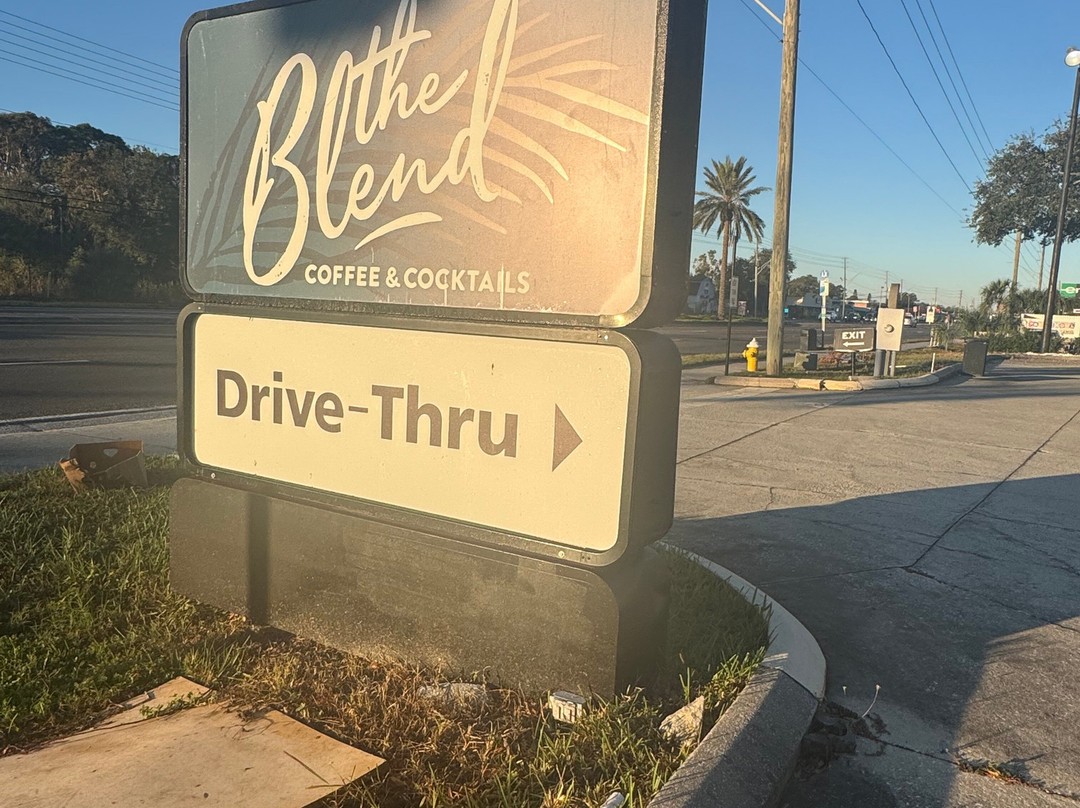 the
Blend
COFFEE & COCKTAILS
Drive-Thru
EXIT